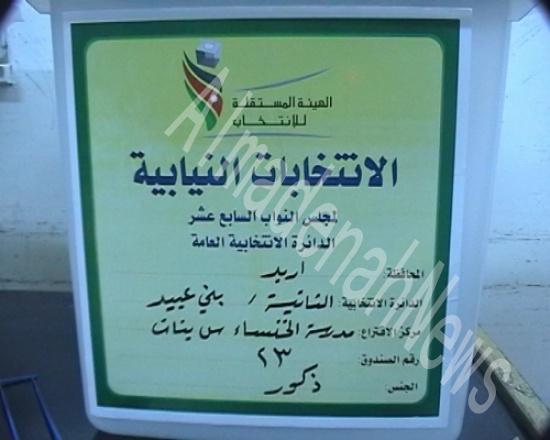 الهيئة المستقلة
للانتخاب
الانتخابات النيابية
لمجلس النواب السابع عشر
الدائرة الانتخابية العامة
المحافظة: اربد
الدائرة الانتخابية: الثانية / بني عبيد
مركز الاقتراع: مدرسة الخنساء س بنات
رقم الصندوق: ٢٣
الجنس: ذكور
AlmadenahNews